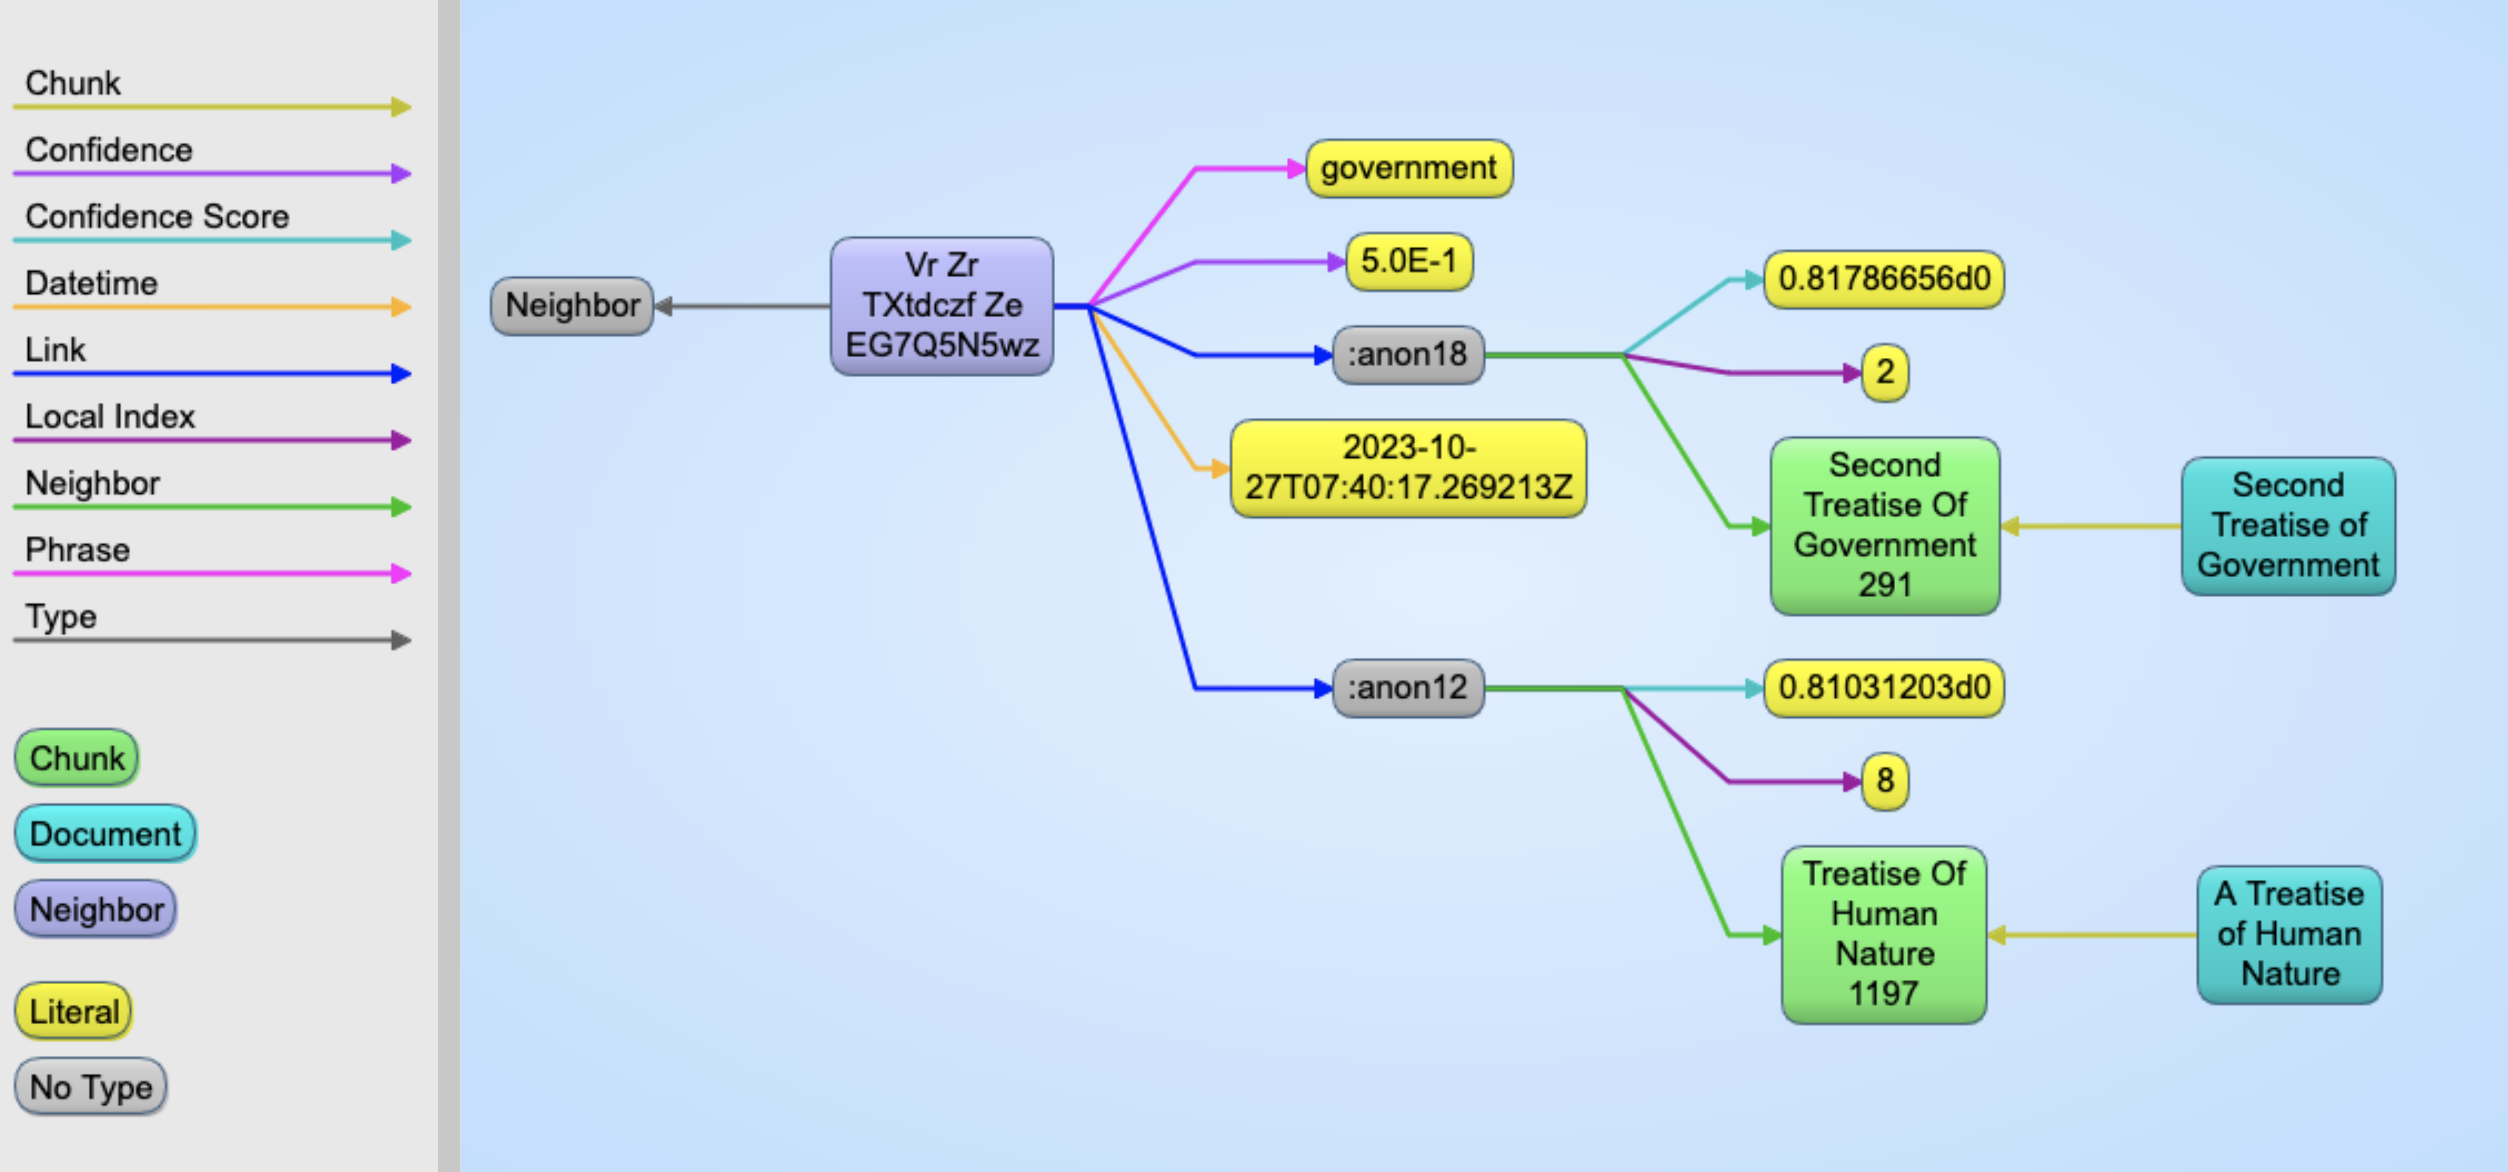 Chunk
Confidence
Confidence Score
Datetime
Link
Local Index
Neighbor
Phrase
Type
Chunk
Document
Neighbor
Literal
No Type
Neighbor
Vr Zr
TXtdczf Ze
EG7Q5N5wz
government
5.0E-1
:anon18
2023-10-
27T07:40:17.269213Z
:anon12
0.81786656d0
2
Second
Treatise Of
Government
291
Second
Treatise of
Government
0.81031203d0
8
Treatise Of
Human
Nature
1197
A Treatise
of Human
Nature